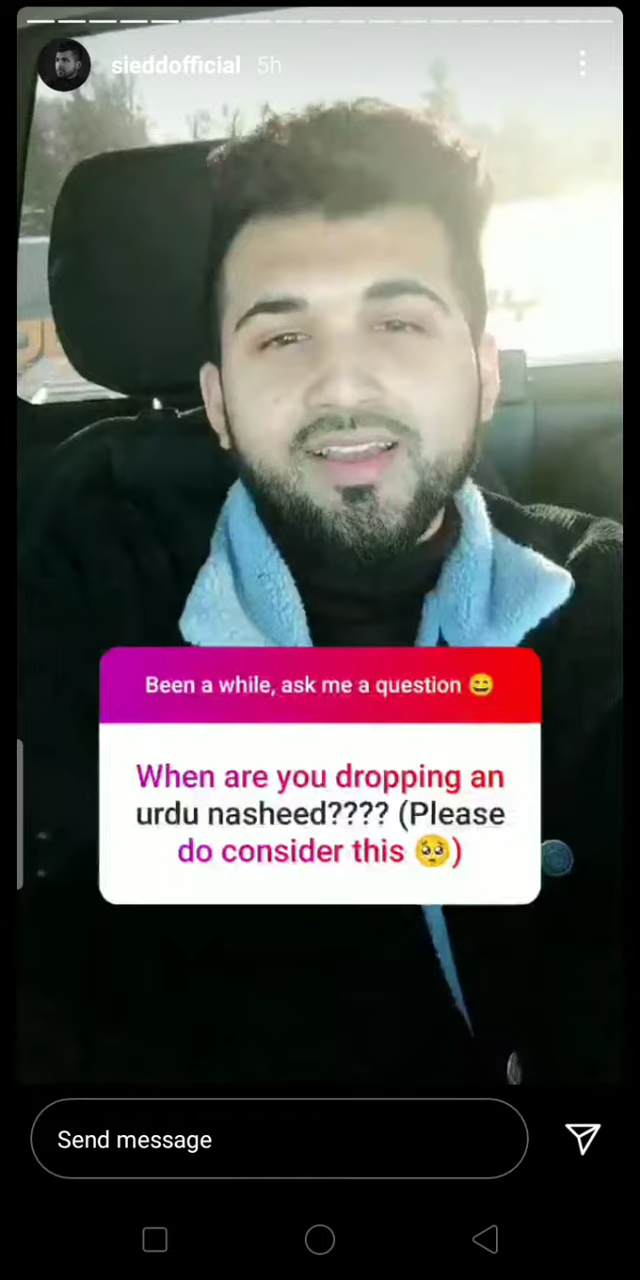 sieddofficial 5h
Been a while, ask me a question 😄
When are you dropping an
urdu nasheed???? (Please
do consider this 🥺)
Send message